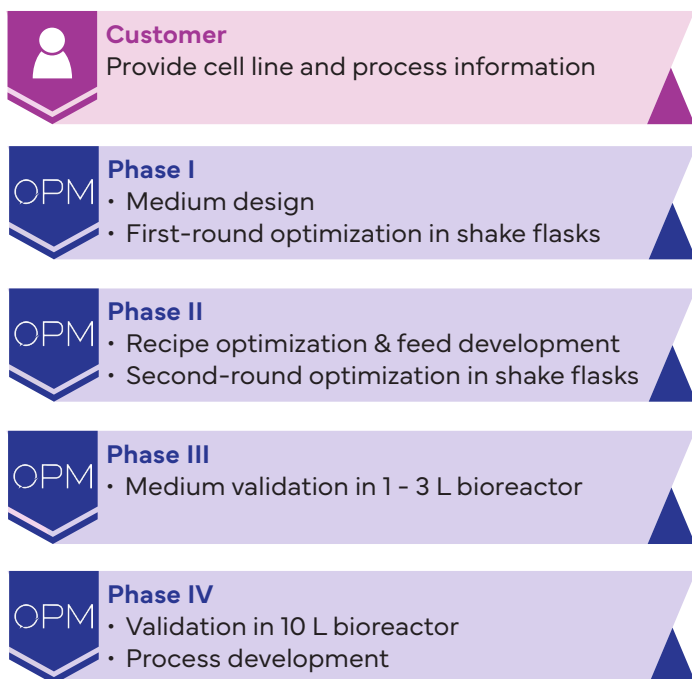 Customer
Provide cell line and process information
OPM
Phase I
· Medium design
· First-round optimization in shake flasks
OPM
Phase II
· Recipe optimization & feed development
· Second-round optimization in shake flasks
OPM
Phase III
· Medium validation in 1 - 3 L bioreactor
OPM
Phase IV
· Validation in 10 L bioreactor
· Process development